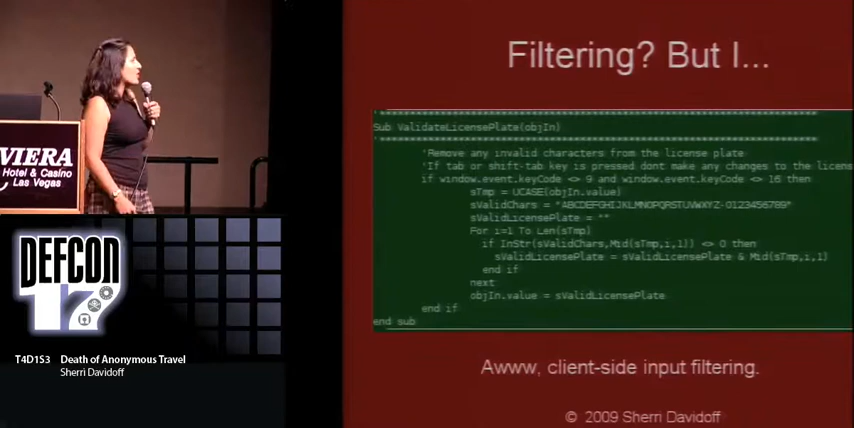 VIERA
Hotel & Casino
Las Vegas
DEFCON
17
T4D1S3 Death of Anonymous Travel
Sherri Davidoff
Filtering? But I...
'**********************************************************************
Sub ValidateLicensePlate(objIn)
'**********************************************************************
'Remove any invalid characters from the license plate
'If tab or shift-tab key is pressed dont make any changes to the licens
if window.event.keyCode <> 9 and window.event.keyCode <> 16 then
sTmp = UCASE(objIn.value)
sValidChars = "ABCDEFGHIJKLMNOPQRSTUVWXYZ-0123456789"
sValidLicensePlate = ""
For i=1 To Len(sTmp)
if InStr(sValidChars,Mid(sTmp,i,1)) <> 0 then
sValidLicensePlate = sValidLicensePlate & Mid(sTmp,i,1)
end if
next
objIn.value = sValidLicensePlate
end if
end sub
Awww, client-side input filtering.
© 2009 Sherri Davidoff